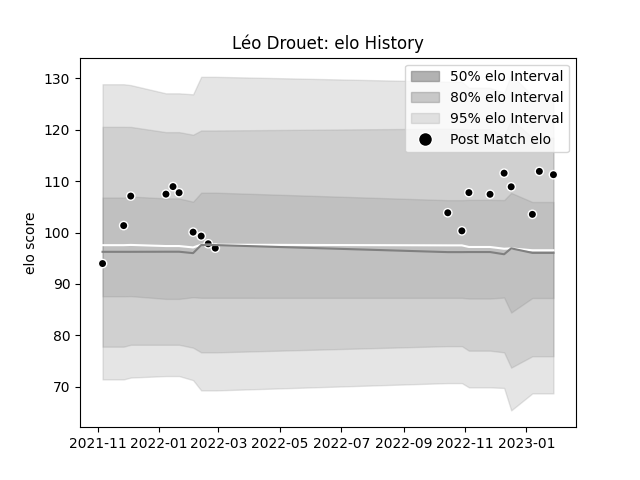 Léo Drouet: elo History
130
120
110
100
90
80
70
elo score
50% elo Interval
80% elo Interval
95% elo Interval
Post Match elo
2021-11 2022-01 2022-03 2022-05 2022-07 2022-09 2022-11 2023-01